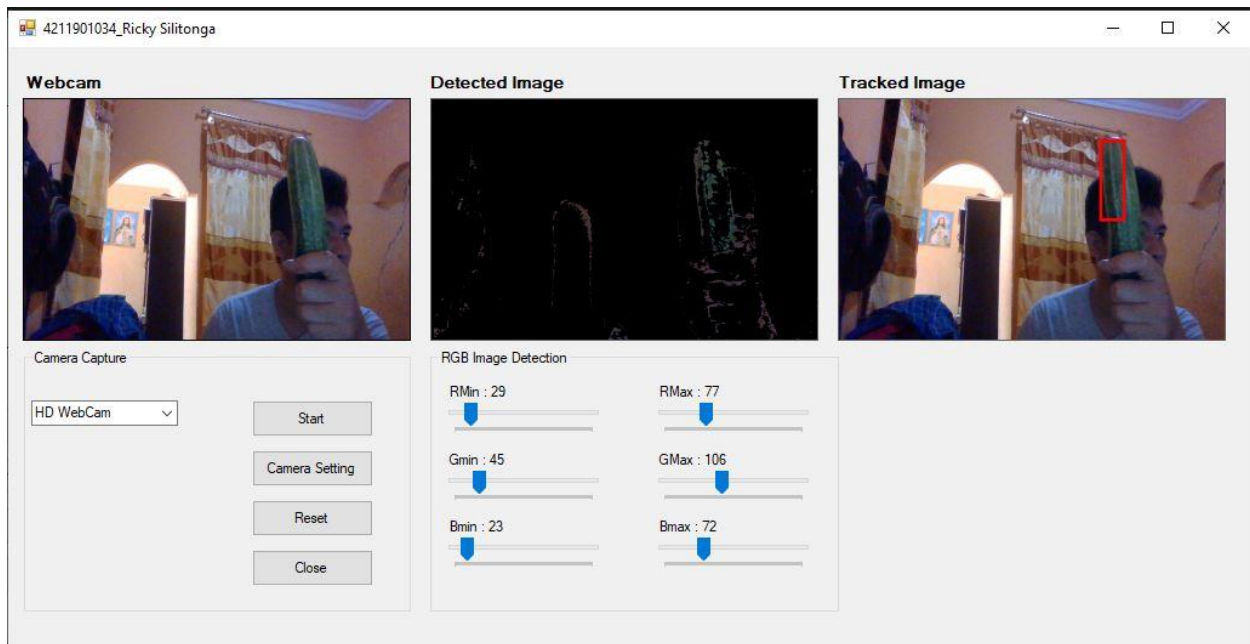 4211901034_Ricky Silitonga
Webcam
Detected Image
Tracked Image
Camera Capture
HD WebCam
Start
Camera Setting
Reset
Close
RGB Image Detection
RMin : 29
RMax : 77
Gmin : 45
GMax : 106
Bmin : 23
Bmax : 72